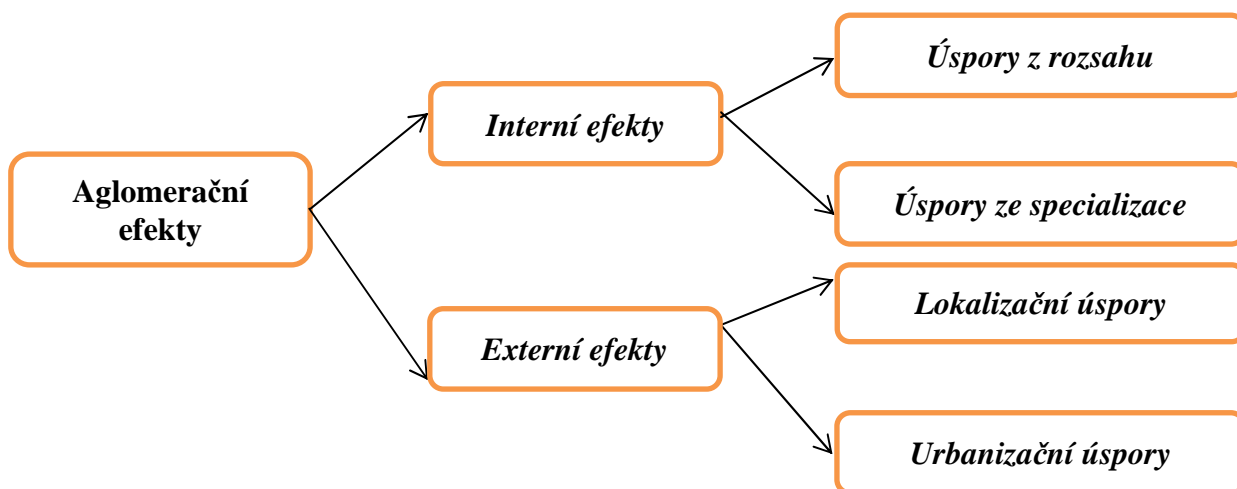 Aglomerační
efekty
Interní efekty
Externí efekty
Úspory z rozsahu
Úspory ze specializace
Lokalizační úspory
Urbanizační úspory